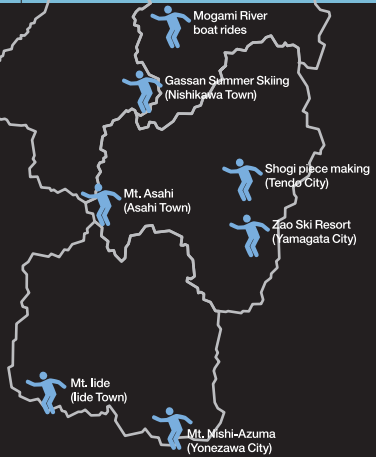 Mogami River
boat rides
Gassan Summer Skiing
(Nishikawa Town)
Shogi piece making
(Tendo City)
Mt. Asahi
(Asahi Town)
Zao Ski Resort
(Yamagata City)
Mt. Iide
(Iide Town)
Mt. Nishi-Azuma
(Yonezawa City)